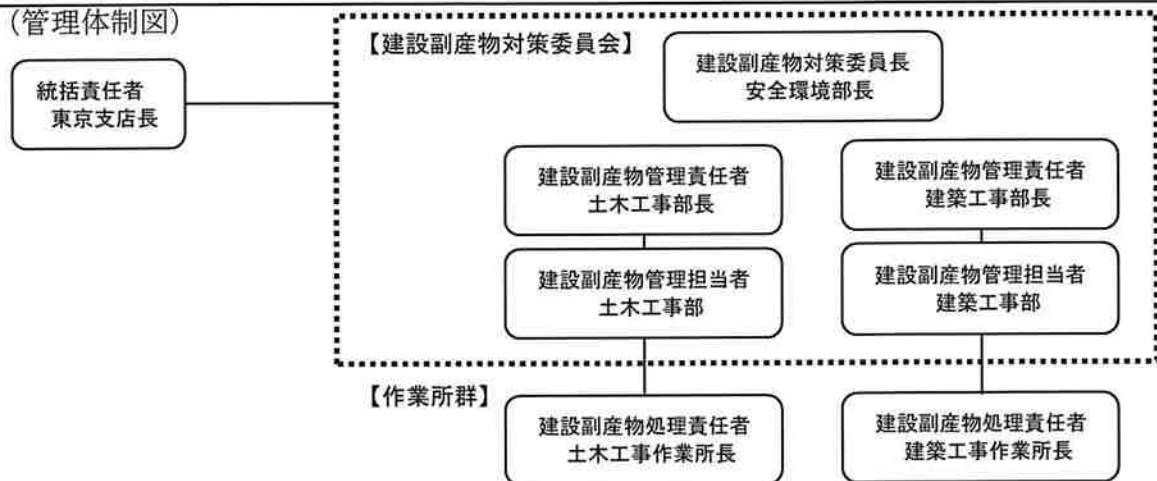 (管理体制図)
【建設副産物対策委員会】
建設副産物対策委員長
安全環境部長
統括責任者
東京支店長
建設副産物管理責任者
土木工事部長
建設副産物管理責任者
建築工事部長
建設副産物管理担当者
土木工事部
建設副産物管理担当者
建築工事部
【作業所群】
建設副産物処理責任者
土木工事作業所長
建設副産物処理責任者
建築工事作業所長